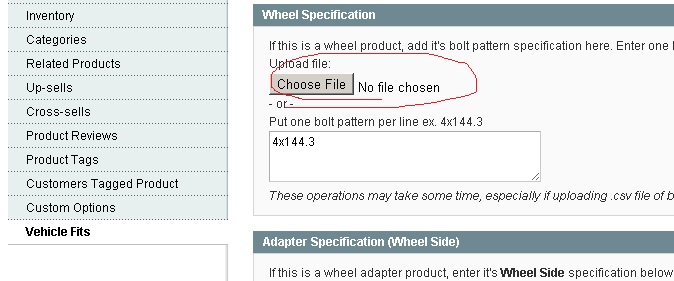 Inventory
Categories
Related Products
Up-sells
Cross-sells
Product Reviews
Product Tags
Customers Tagged Product
Custom Options
Vehicle Fits
Wheel Specification
If this is a wheel product, add it's bolt pattern specification here. Enter one
Upload file:
Choose File No file chosen
- or -
Put one bolt pattern per line ex. 4x144.3
4x144.3
These operations may take some time, especially if uploading .csv file of b
Adapter Specification (Wheel Side)
If this is a wheel adapter product, enter it's Wheel Side specification below